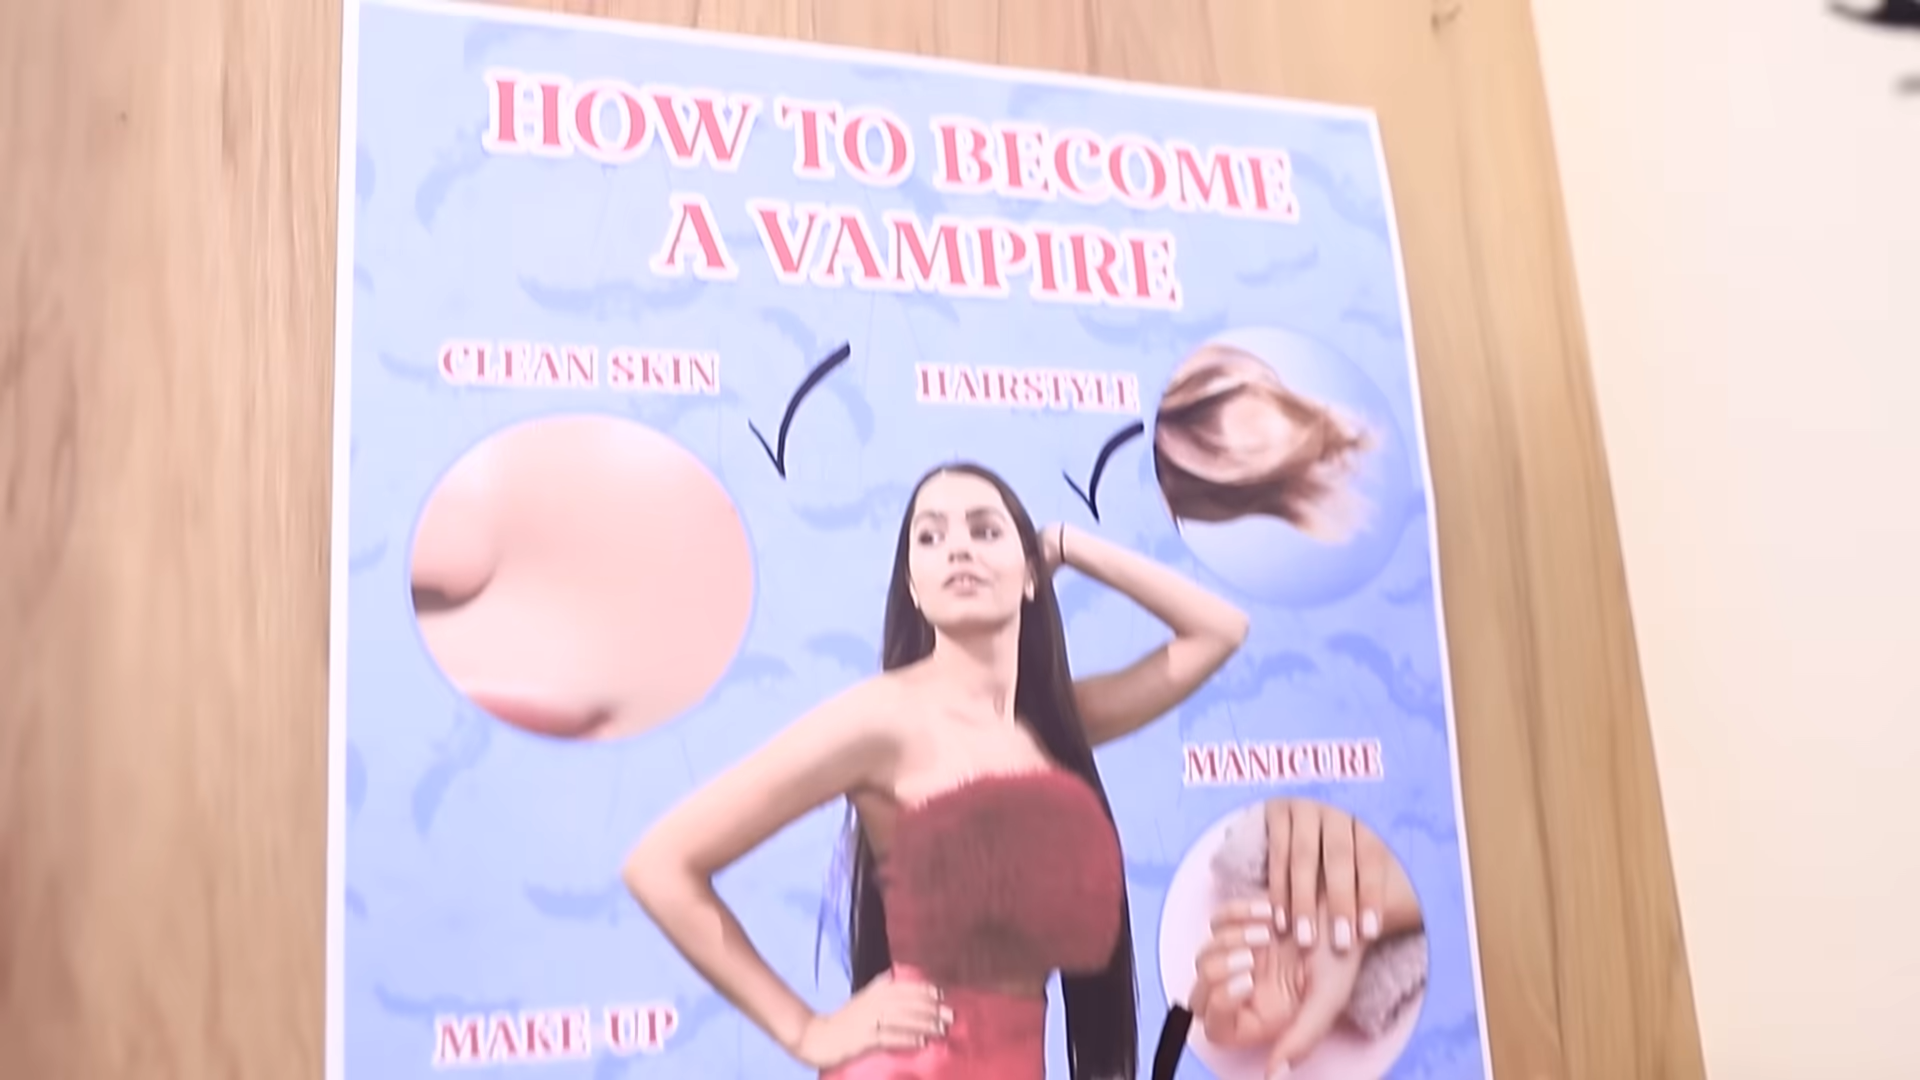 HOW TO BECOME
A VAMPIRE
CLEAN SKIN
HAIRSTYLE
MANICURE
MAKE UP